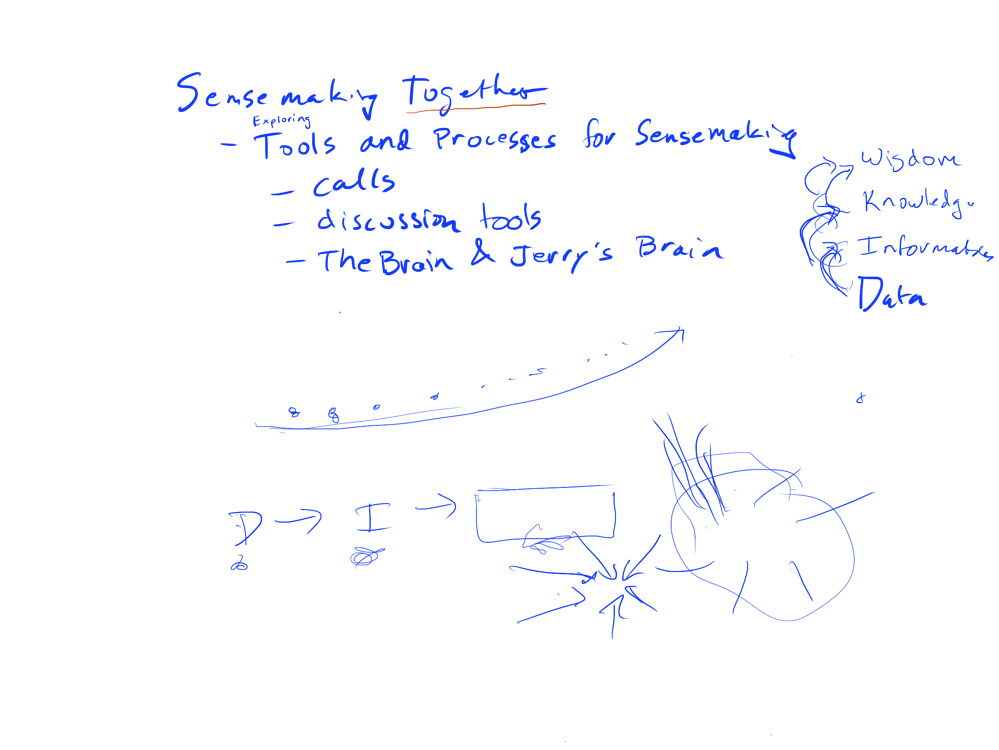 Sensemaking Together
Exploring
- Tools and Processes for Sensemaking
- calls
- discussion tools
- The Brain & Jerry's Brain
Wisdom
Knowledge
Information
Data
D → I →